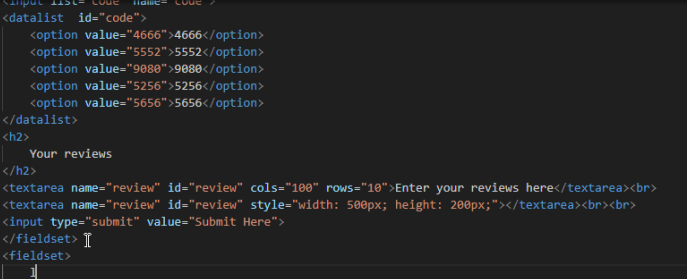 <input list="code" name="code">
<datalist  id="code">
    <option value="4666">4666</option>
    <option value="5552">5552</option>
    <option value="9080">9080</option>
    <option value="5256">5256</option>
    <option value="5656">5656</option>
</datalist>
<h2>
    Your reviews
</h2>
<textarea name="review" id="review" cols="100" rows="10">Enter your reviews here</textarea><br>
<textarea name="review" id="review" style="width: 500px; height: 200px;"></textarea><br><br>
<input type="submit" value="Submit Here">
</fieldset>
<fieldset>
    l